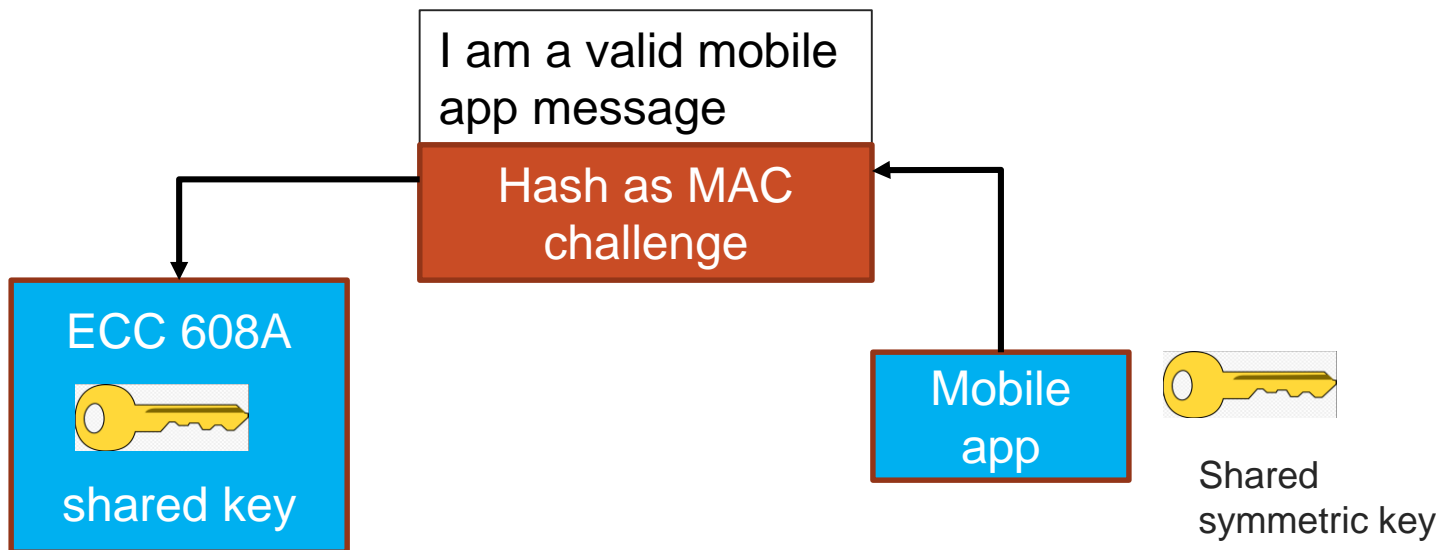 I am a valid mobile
app message
Hash as MAC
challenge
ECC 608A
shared key
Mobile
app
Shared
symmetric key